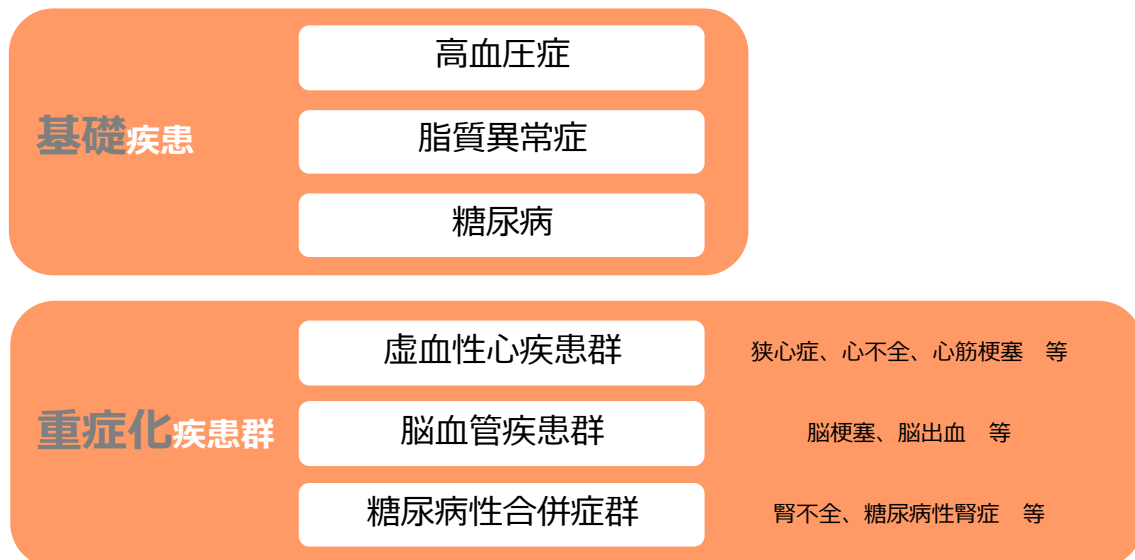 高血圧症
基礎疾患
脂質異常症
糖尿病
虚血性心疾患群
狭心症、心不全、心筋梗塞　等
重症化疾患群
脳血管疾患群
脳梗塞、脳出血　等
糖尿病性合併症群
腎不全、糖尿病性腎症　等